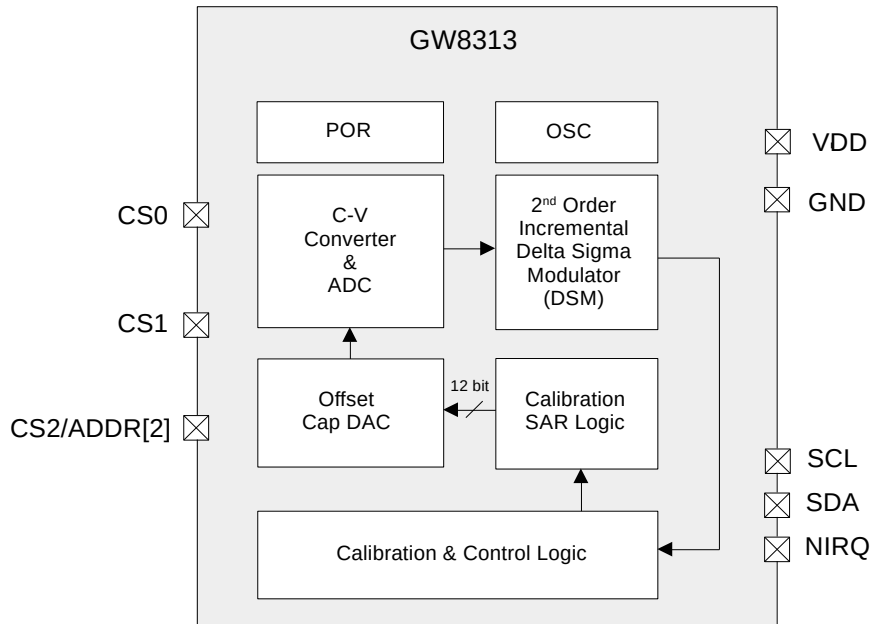 GW8313
POR
OSC
VDD
CS0
C-V
Converter
&
ADC
2nd Order
Incremental
Delta Sigma
Modulator
(DSM)
GND
CS1
CS2/ADDR[2]
Offset
Cap DAC
12 bit
Calibration
SAR Logic
SCL
SDA
NIRQ
Calibration & Control Logic